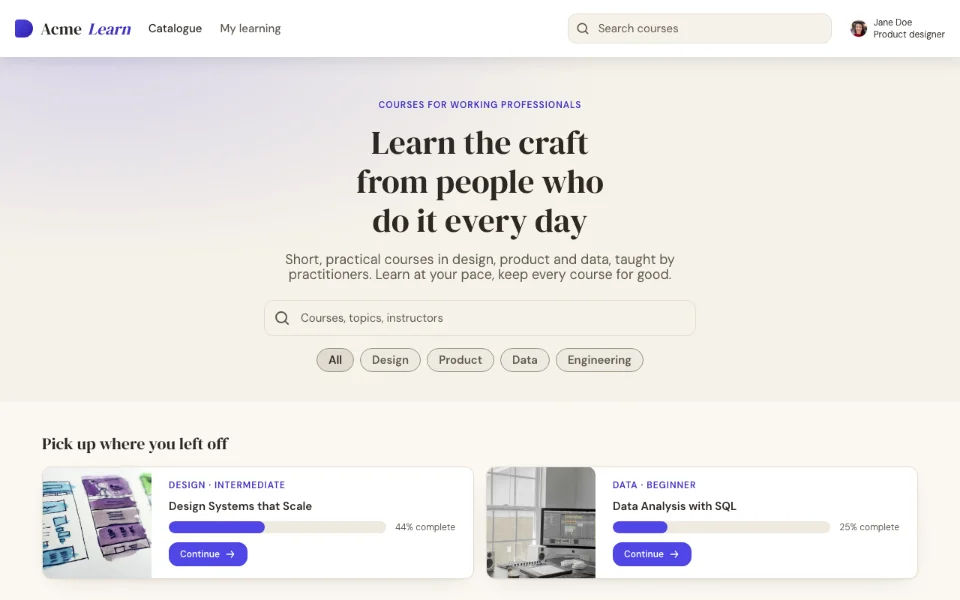 Acme Learn
Catalogue
My learning
Search courses
Jane Doe
Product designer
COURSES FOR WORKING PROFESSIONALS
Learn the craft
from people who
do it every day
Short, practical courses in design, product and data, taught by
practitioners. Learn at your pace, keep every course for good.
Courses, topics, instructors
All
Design
Product
Data
Engineering
Pick up where you left off
DESIGN · INTERMEDIATE
Design Systems that Scale
44% complete
Continue →
DATA · BEGINNER
Data Analysis with SQL
25% complete
Continue →